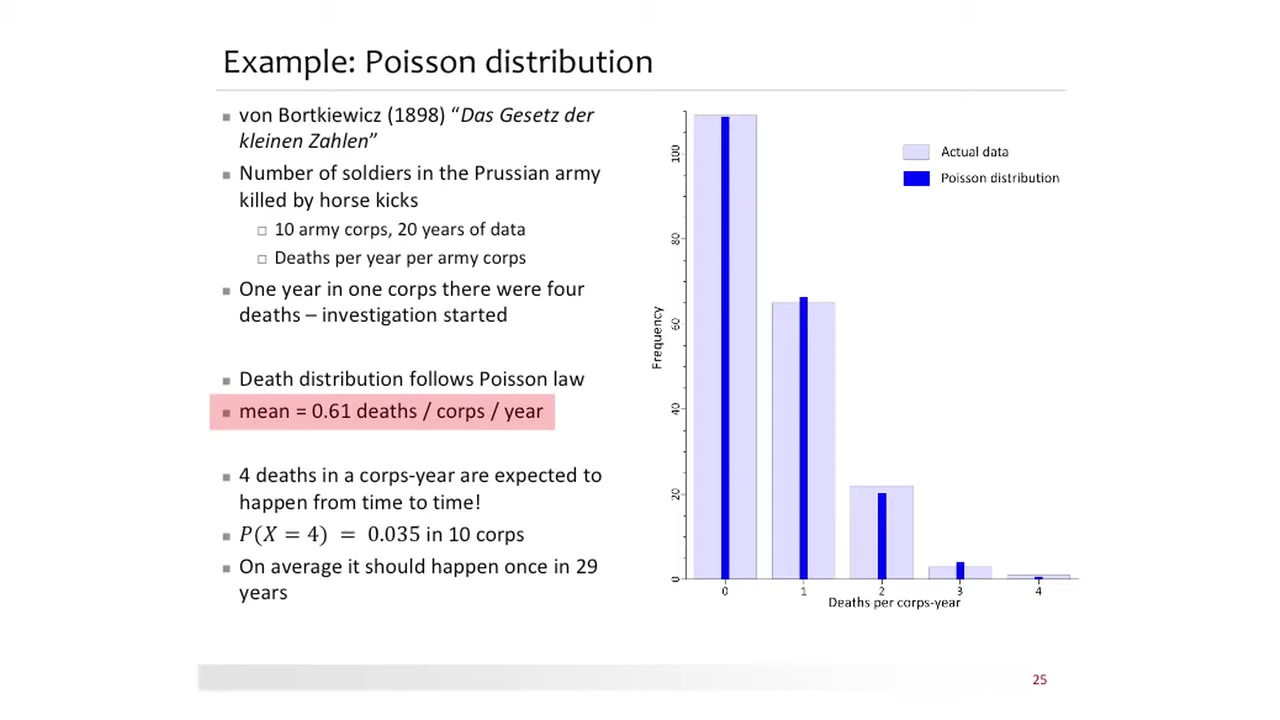 Example: Poisson distribution
von Bortkiewicz (1898) “Das Gesetz der
kleinen Zahlen”
Number of soldiers in the Prussian army
killed by horse kicks
10 army corps, 20 years of data
Deaths per year per army corps
One year in one corps there were four
deaths – investigation started
Death distribution follows Poisson law
mean = 0.61 deaths / corps / year
4 deaths in a corps-year are expected to
happen from time to time!
P(X = 4) = 0.035 in 10 corps
On average it should happen once in 29
years
Actual data
Poisson distribution
Frequency
100
80
60
40
20
0
0 1 2 3 4
Deaths per corps-year
25